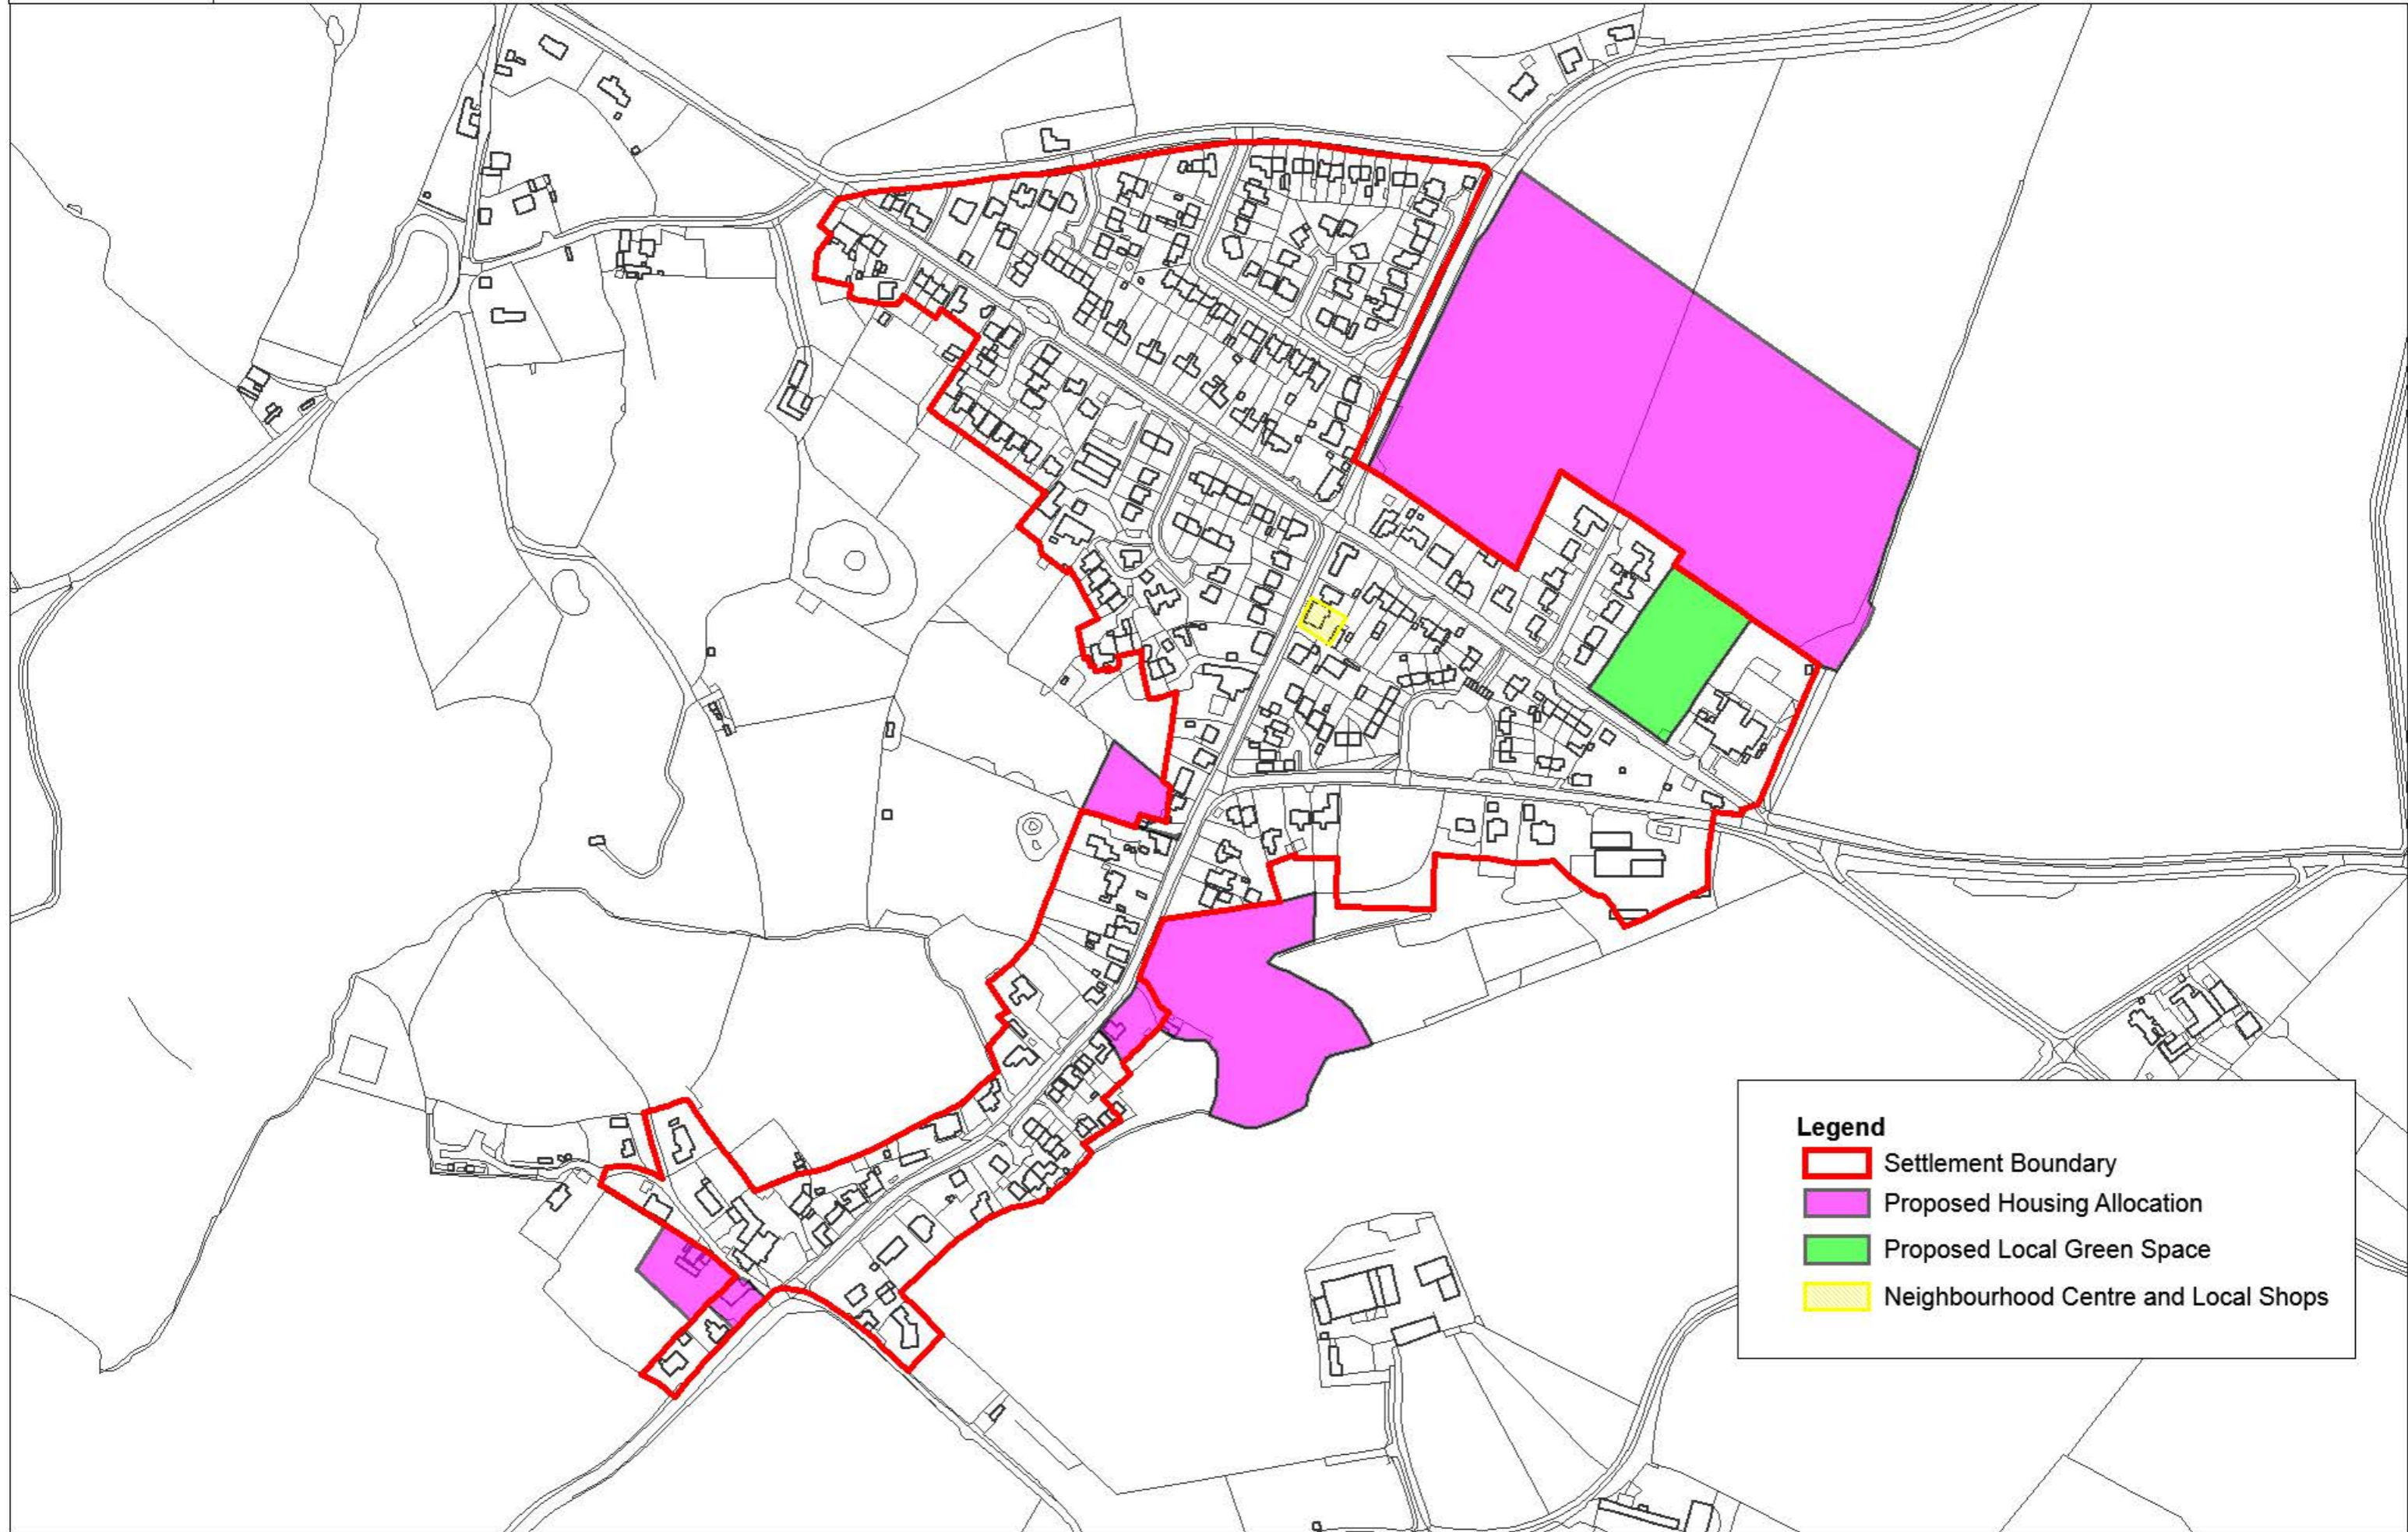 Legend
Settlement Boundary
Proposed Housing Allocation
Proposed Local Green Space
Neighbourhood Centre and Local Shops